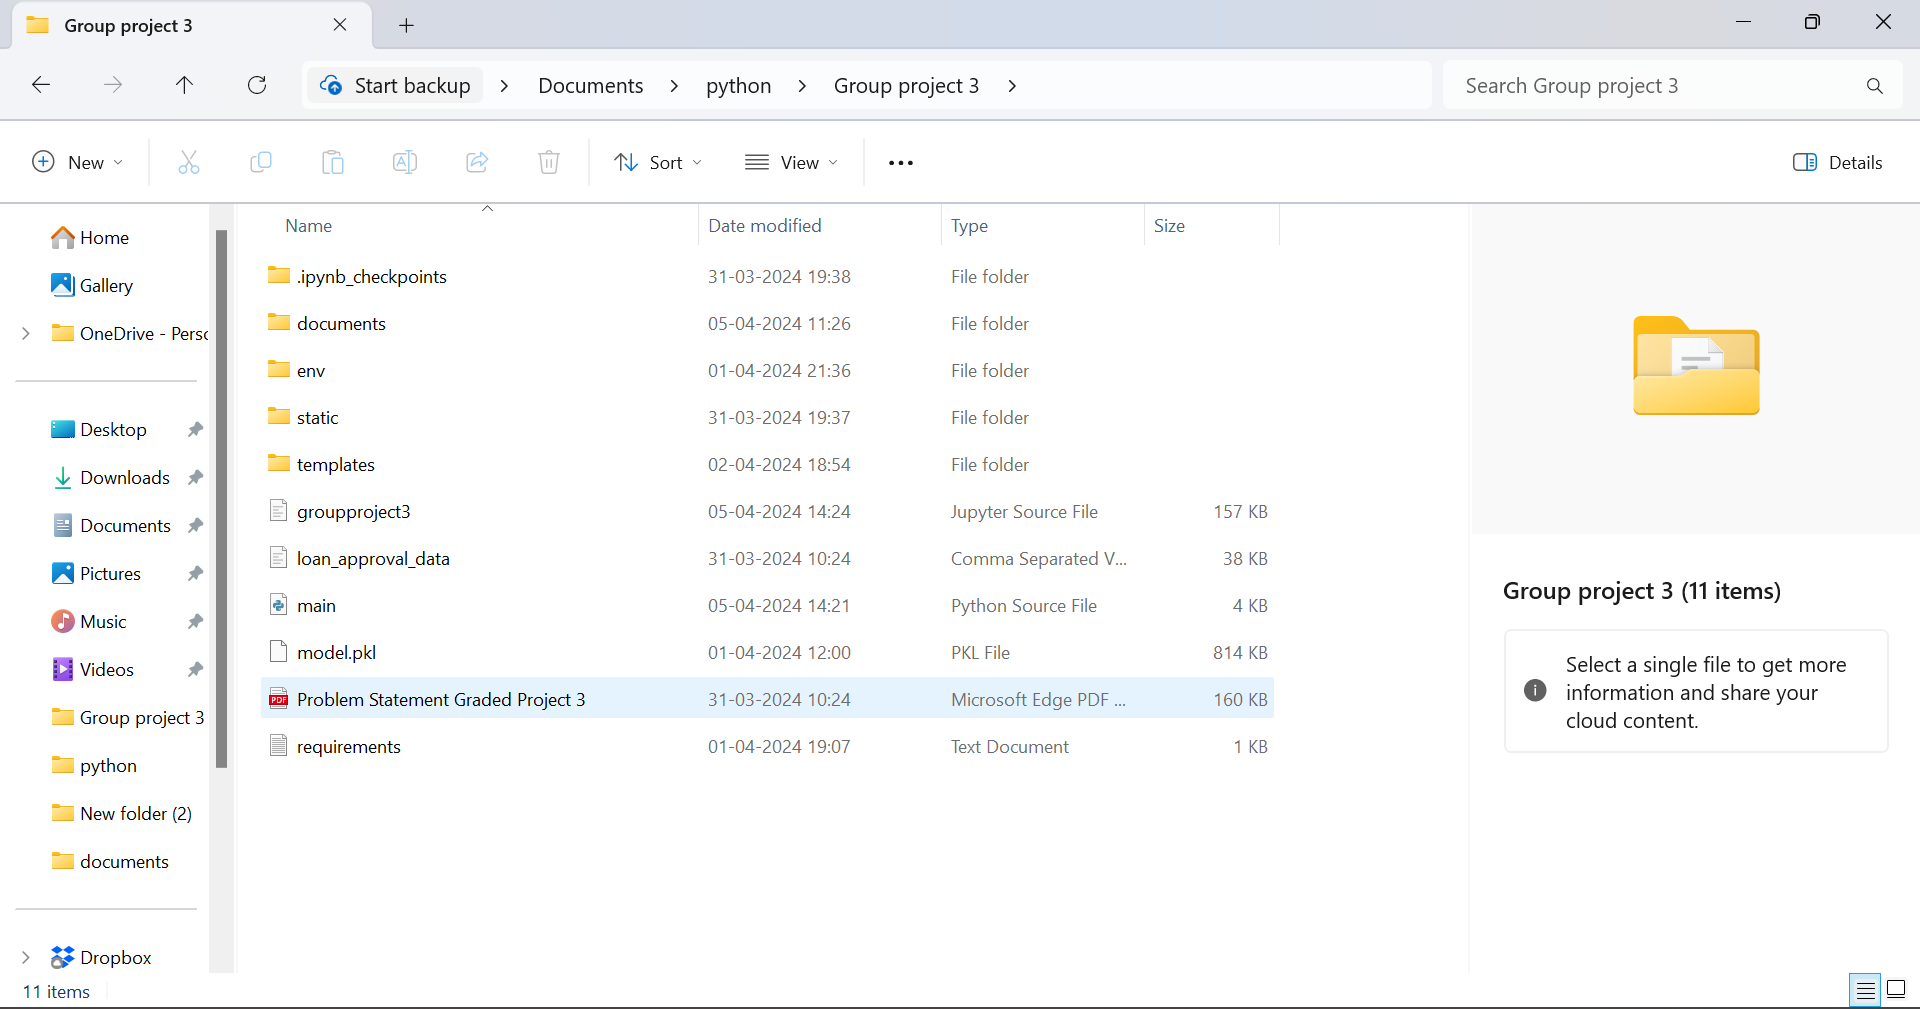 Group project 3
Start backup > Documents > python > Group project 3 >
Search Group project 3
New
Sort
View
Details
Home
Gallery
OneDrive - Perso
Desktop
Downloads
Documents
Pictures
Music
Videos
Group project 3
python
New folder (2)
documents
Dropbox
Name Date modified Type Size
.ipynb_checkpoints 31-03-2024 19:38 File folder
documents 05-04-2024 11:26 File folder
env 01-04-2024 21:36 File folder
static 31-03-2024 19:37 File folder
templates 02-04-2024 18:54 File folder
groupproject3 05-04-2024 14:24 Jupyter Source File 157 KB
loan_approval_data 31-03-2024 10:24 Comma Separated V... 38 KB
main 05-04-2024 14:21 Python Source File 4 KB
model.pkl 01-04-2024 12:00 PKL File 814 KB
PDF Problem Statement Graded Project 3 31-03-2024 10:24 Microsoft Edge PDF ... 160 KB
requirements 01-04-2024 19:07 Text Document 1 KB
Group project 3 (11 items)
Select a single file to get more
information and share your
cloud content.
11 items